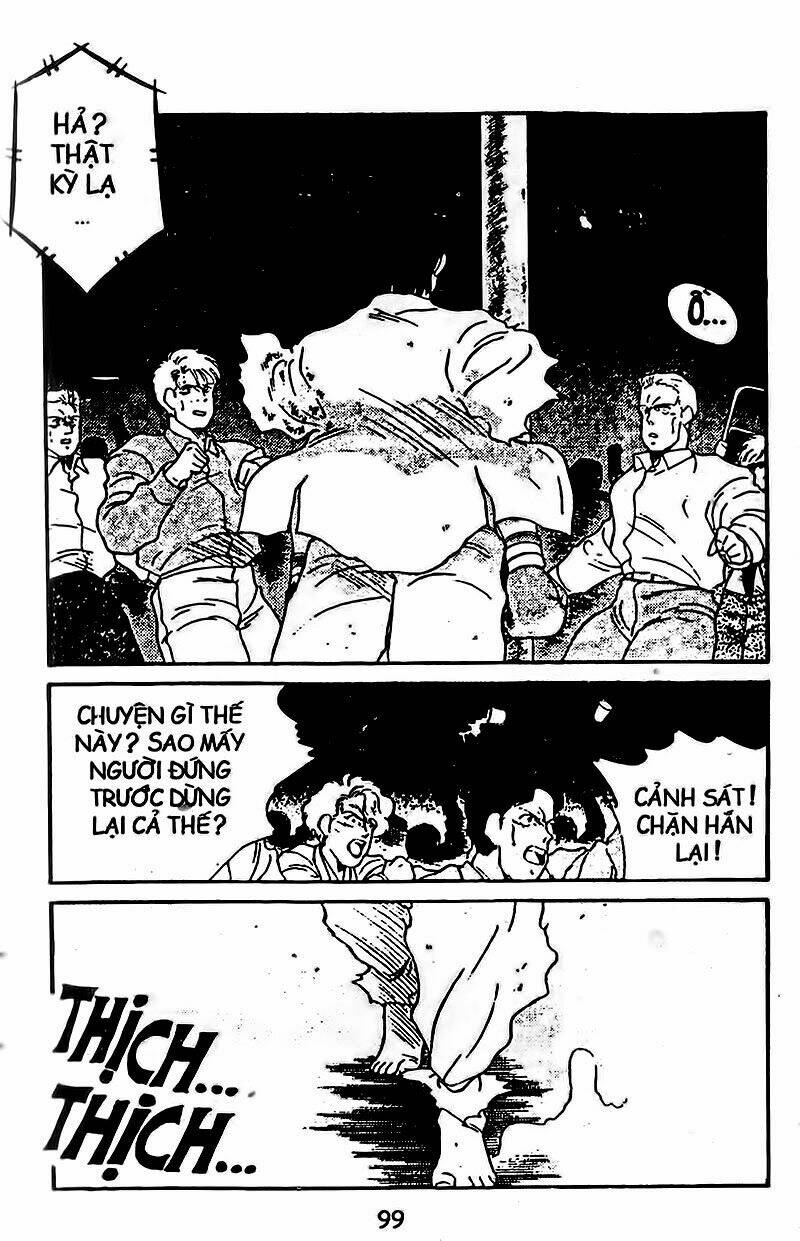 HẢ?
THẬT
KỲ LẠ
...
Ồ...
CHUYỆN GÌ THẾ
NÀY? SAO MẤY
NGƯỜI ĐỨNG
TRƯỚC DỪNG
LẠI CẢ THẾ?
CẢNH SÁT!
CHẶN HẮN
LẠI!
THỊCH...
THỊCH...
99